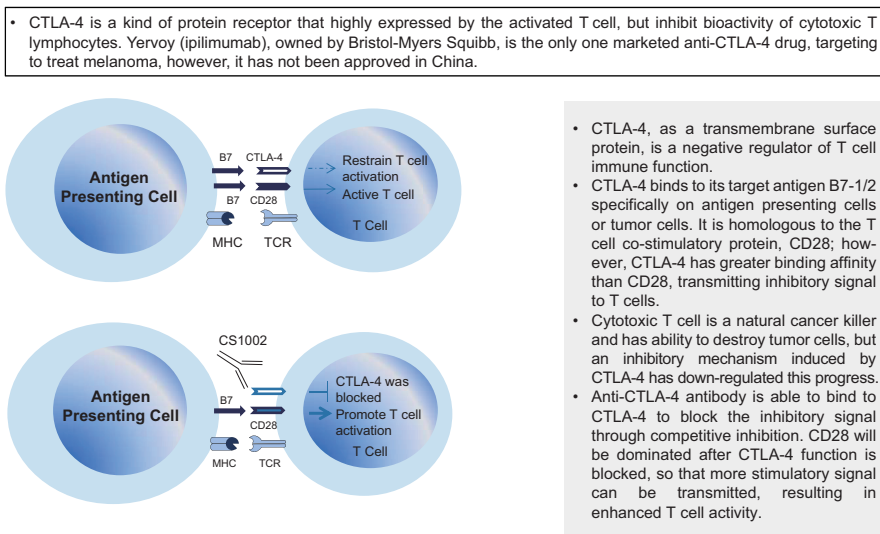 • CTLA-4 is a kind of protein receptor that highly expressed by the activated T cell, but inhibit bioactivity of cytotoxic T
lymphocytes. Yervoy (ipilimumab), owned by Bristol-Myers Squibb, is the only one marketed anti-CTLA-4 drug, targeting
to treat melanoma, however, it has not been approved in China.
Antigen
Presenting Cell
B7 CTLA-4
B7 CD28
MHC TCR
Restrain T cell
activation
Active T cell
T Cell
CS1002
Antigen
Presenting Cell
B7
CD28
MHC TCR
CTLA-4 was
blocked
Promote T cell
activation
T Cell
• CTLA-4, as a transmembrane surface
protein, is a negative regulator of T cell
immune function.
• CTLA-4 binds to its target antigen B7-1/2
specifically on antigen presenting cells
or tumor cells. It is homologous to the T
cell co-stimulatory protein, CD28; how-
ever, CTLA-4 has greater binding affinity
than CD28, transmitting inhibitory signal
to T cells.
• Cytotoxic T cell is a natural cancer killer
and has ability to destroy tumor cells, but
an inhibitory mechanism induced by
CTLA-4 has down-regulated this progress.
• Anti-CTLA-4 antibody is able to bind to
CTLA-4 to block the inhibitory signal
through competitive inhibition. CD28 will
be dominated after CTLA-4 function is
blocked, so that more stimulatory signal
can be transmitted, resulting in
enhanced T cell activity.